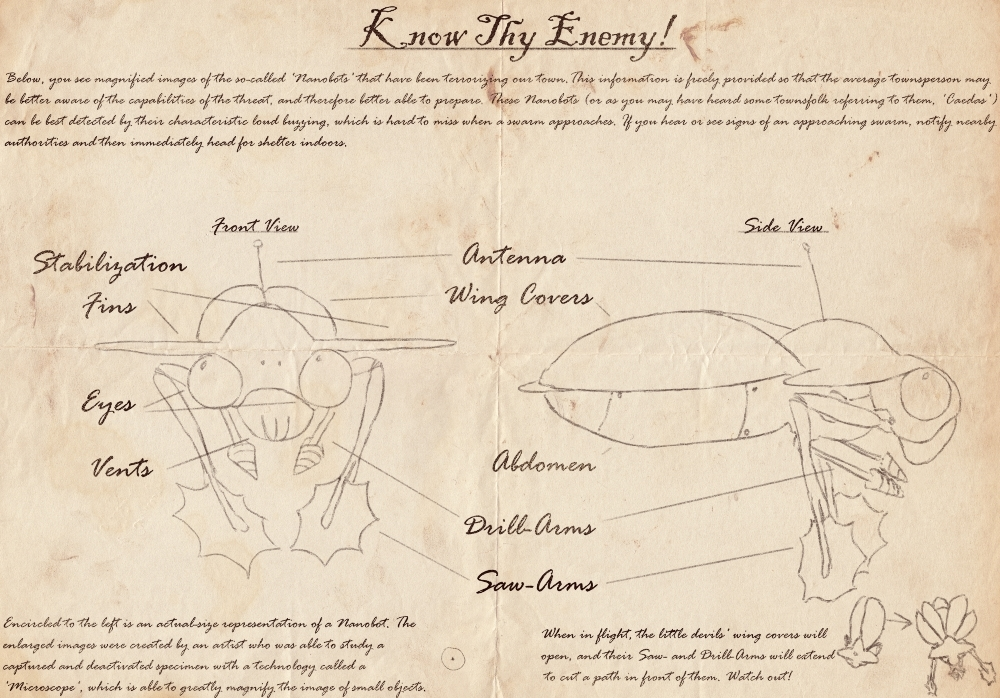 Know Thy Enemy!
Below, you see magnified images of the so-called 'Nanobots' that have been terrorizing our town. This information is freely provided so that the average townsperson may
be better aware of the capabilities of the threat, and therefore better able to prepare. These Nanobots (or as you may have heard some townsfolk referring to them, 'Caedas')
can be best detected by their characteristic loud buzzing, which is hard to miss when a swarm approaches. If you hear or see signs of an approaching swarm, notify nearby
authorities and then immediately head for shelter indoors.
Front View
Side View
Stabilization
Fins
Antenna
Wing Covers
Eyes
Vents
Abdomen
Drill-Arms
Saw-Arms
Encircled to the left is an actual-size representation of a Nanobot. The
enlarged images were created by an artist who was able to study a
captured and deactivated specimen with a technology called a
'Microscope', which is able to greatly magnify the image of small objects.
When in flight, the little devils' wing covers will
open, and their Saw- and Drill-Arms will extend
to cut a path in front of them. Watch out!